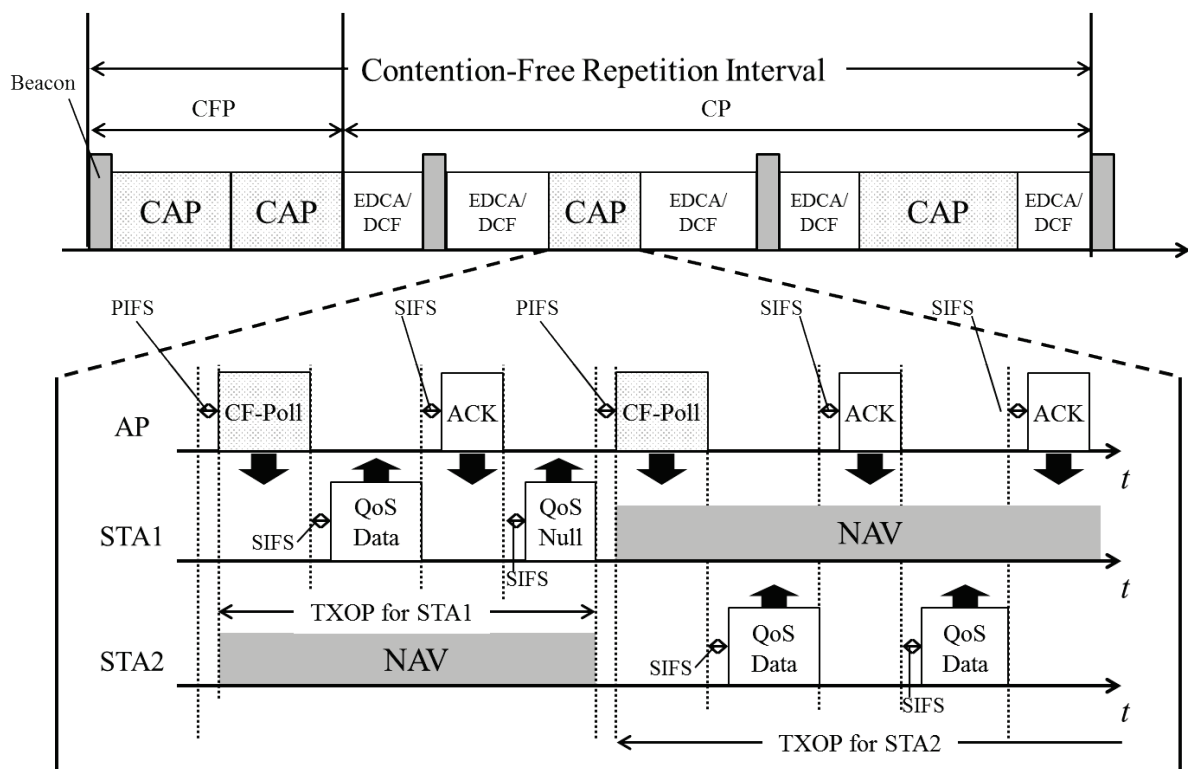 Contention-Free Repetition Interval
Beacon
CFP
CP
CAP
CAP
EDCA/
DCF
EDCA/
DCF
CAP
EDCA/
DCF
EDCA/
DCF
CAP
EDCA/
DCF
PIFS
SIFS
PIFS
SIFS
SIFS
AP
CF-Poll
ACK
CF-Poll
ACK
ACK
t
STA1
SIFS
QoS
Data
SIFS
QoS
Null
NAV
t
TXOP for STA1
STA2
NAV
SIFS
QoS
Data
SIFS
QoS
Data
t
TXOP for STA2